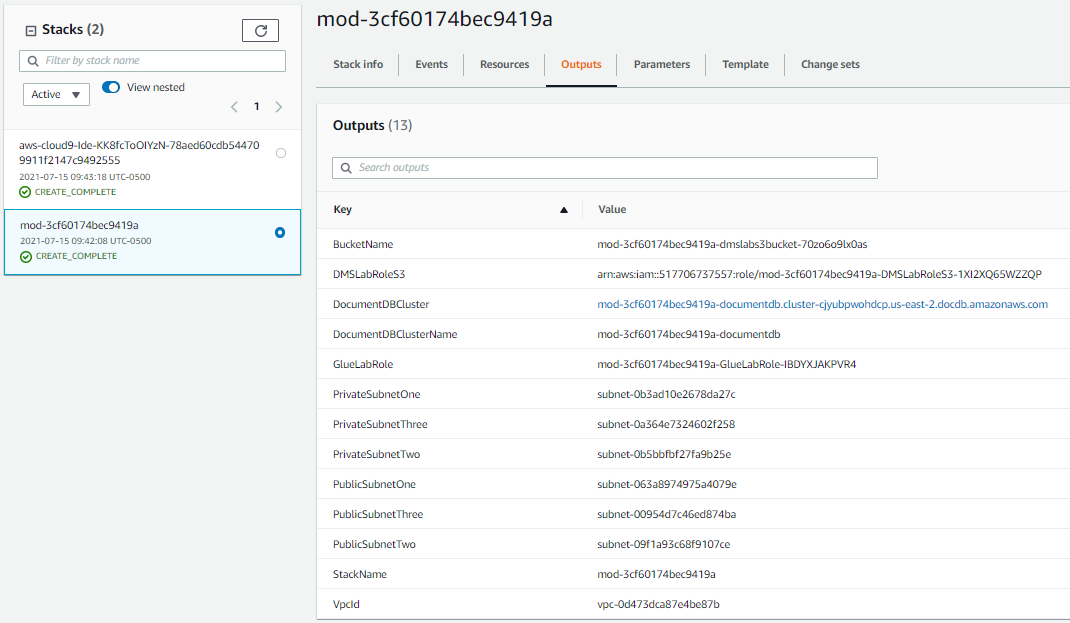 Stacks (2)
Filter by stack name
Active
View nested
1
aws-cloud9-Ide-KK8fcToOIYzN-78aed60cdb54470
9911f2147c9492555
2021-07-15 09:43:18 UTC-0500
CREATE_COMPLETE
mod-3cf60174bec9419a
2021-07-15 09:42:08 UTC-0500
CREATE_COMPLETE
mod-3cf60174bec9419a
Stack info Events Resources Outputs Parameters Template Change sets
Outputs (13)
Search outputs
Key Value
BucketName mod-3cf60174bec9419a-dmslabs3bucket-70zo6o9lx0as
DMSLabRoleS3 arn:aws:iam::517706737557:role/mod-3cf60174bec9419a-DMSLabRoleS3-1XI2XQ65WZZQP
DocumentDBCluster mod-3cf60174bec9419a-documentdb.cluster-cjyubpwohdcp.us-east-2.docdb.amazonaws.com
DocumentDBClusterName mod-3cf60174bec9419a-documentdb
GlueLabRole mod-3cf60174bec9419a-GlueLabRole-IBDYXJAKPVR4
PrivateSubnetOne subnet-0b3ad10e2678da27c
PrivateSubnetThree subnet-0a364e7324602f258
PrivateSubnetTwo subnet-0b5bbfbf27fa9b25e
PublicSubnetOne subnet-063a8974975a4079e
PublicSubnetThree subnet-00954d7c46ed874ba
PublicSubnetTwo subnet-09f1a93c68f9107ce
StackName mod-3cf60174bec9419a
VpcId vpc-0d473dca87e4be87b